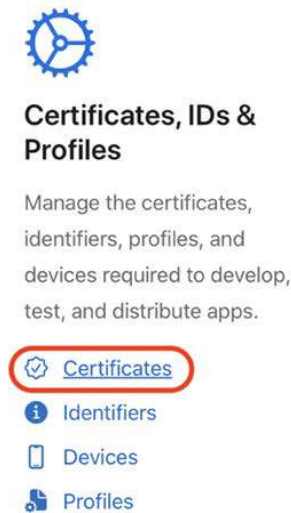 Certificates, IDs &
Profiles
Manage the certificates,
identifiers, profiles, and
devices required to develop,
test, and distribute apps.
Certificates
Identifiers
Devices
Profiles